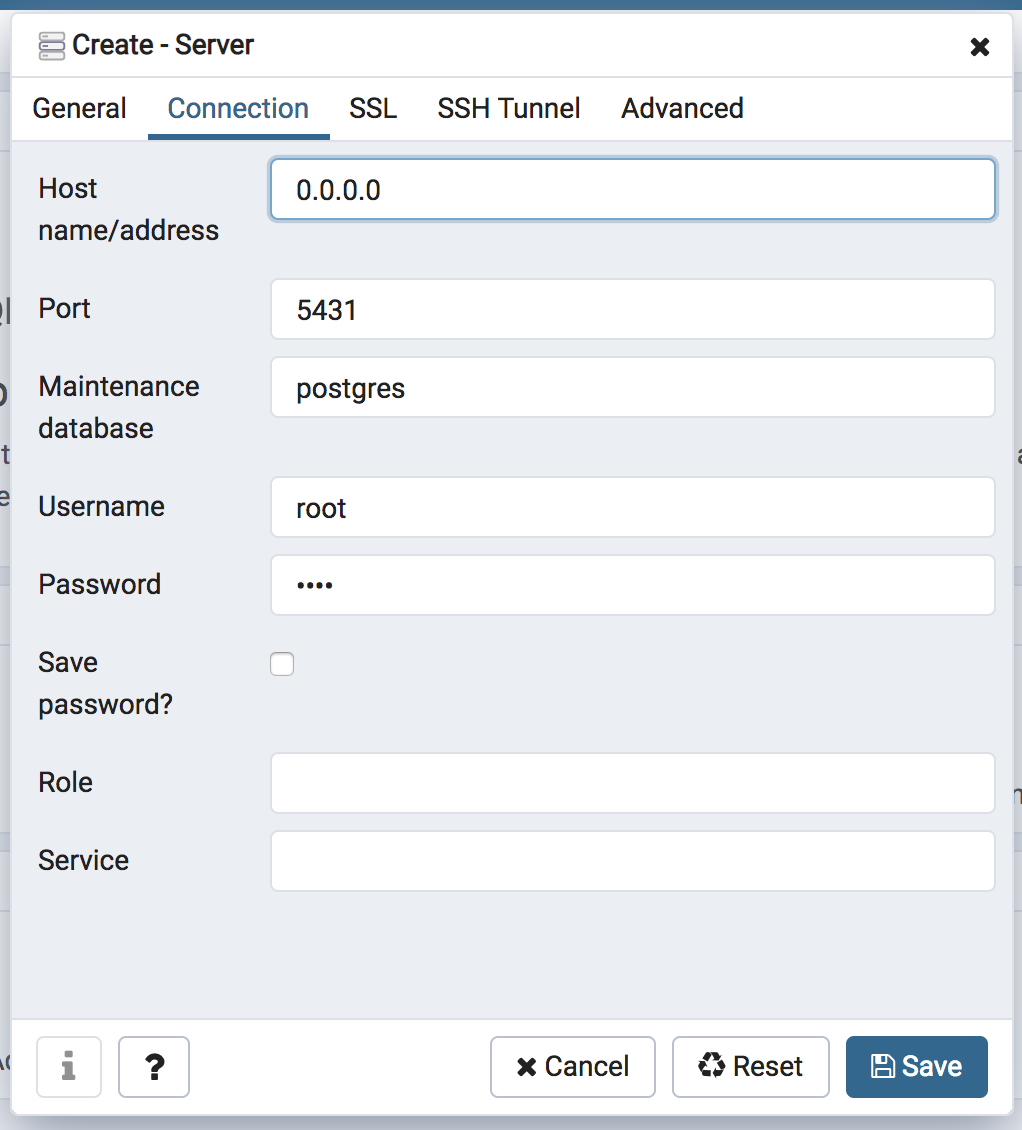 Create - Server
General Connection SSL SSH Tunnel Advanced
Host
name/address
0.0.0.0
Port
5431
Maintenance
database
postgres
Username
root
Password
••••
Save
password?
Role
Service
? Cancel Reset Save